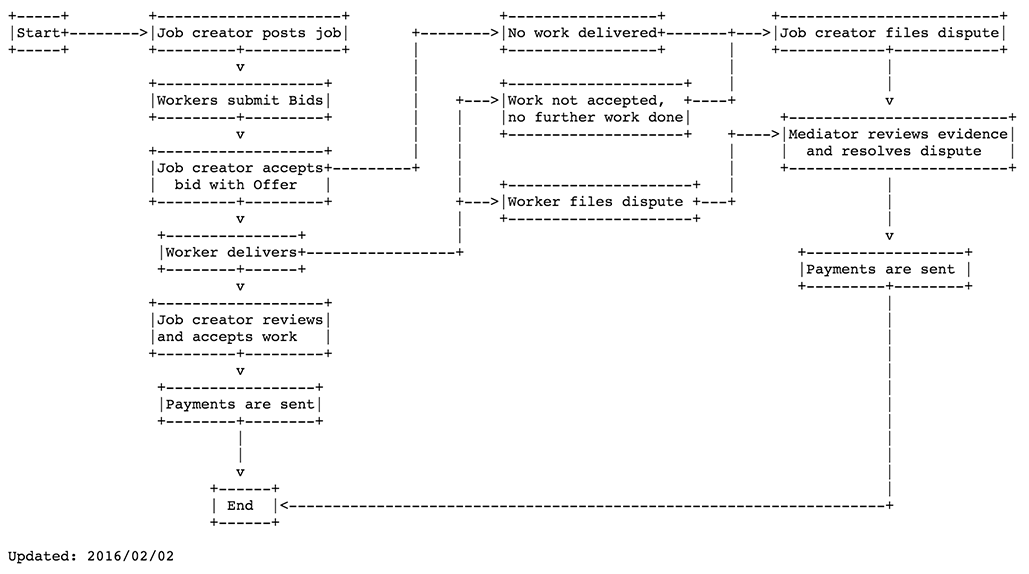 Start
Job creator posts job
No work delivered
Job creator files dispute
Workers submit Bids
Work not accepted,
no further work done
Mediator reviews evidence
and resolves dispute
Job creator accepts
bid with Offer
Worker files dispute
Worker delivers
Payments are sent
Job creator reviews
and accepts work
Payments are sent
End
Updated: 2016/02/02